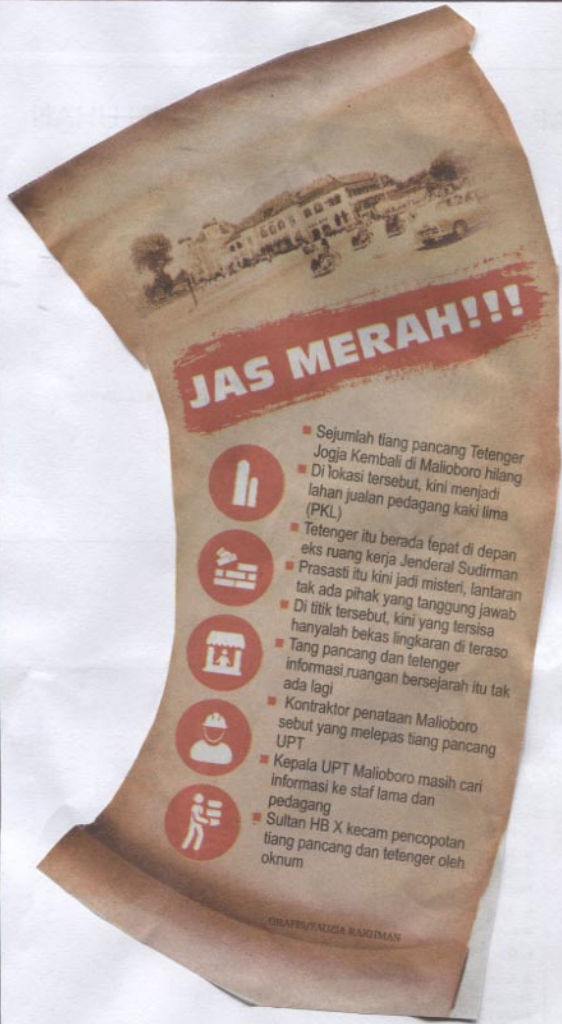 JAS MERAH!!!
Sejumlah tiang pancang Tetenger
Jogja Kembali di Malioboro hilang
Di lokasi tersebut, kini menjadi
lahan jualan pedagang kaki lima
(PKL)
Tetenger itu berada tepat di depan
eks ruang kerja Jenderal Sudirman
Prasasti itu kini jadi misteri, lantaran
tak ada pihak yang tanggung jawab
Di titik tersebut, kini yang tersisa
hanyalah bekas lingkaran di teraso
Tang pancang dan tetenger
informasi ruangan bersejarah itu tak
ada lagi
Kontraktor penataan Malioboro
sebut yang melepas tiang pancang
UPT
Kepala UPT Malioboro masih cari
informasi ke staf lama dan
pedagang
Sultan HB X kecam pencopotan
tiang pancang dan tetenger oleh
oknum
GRAFIS/FAUZIA RAKHMAN